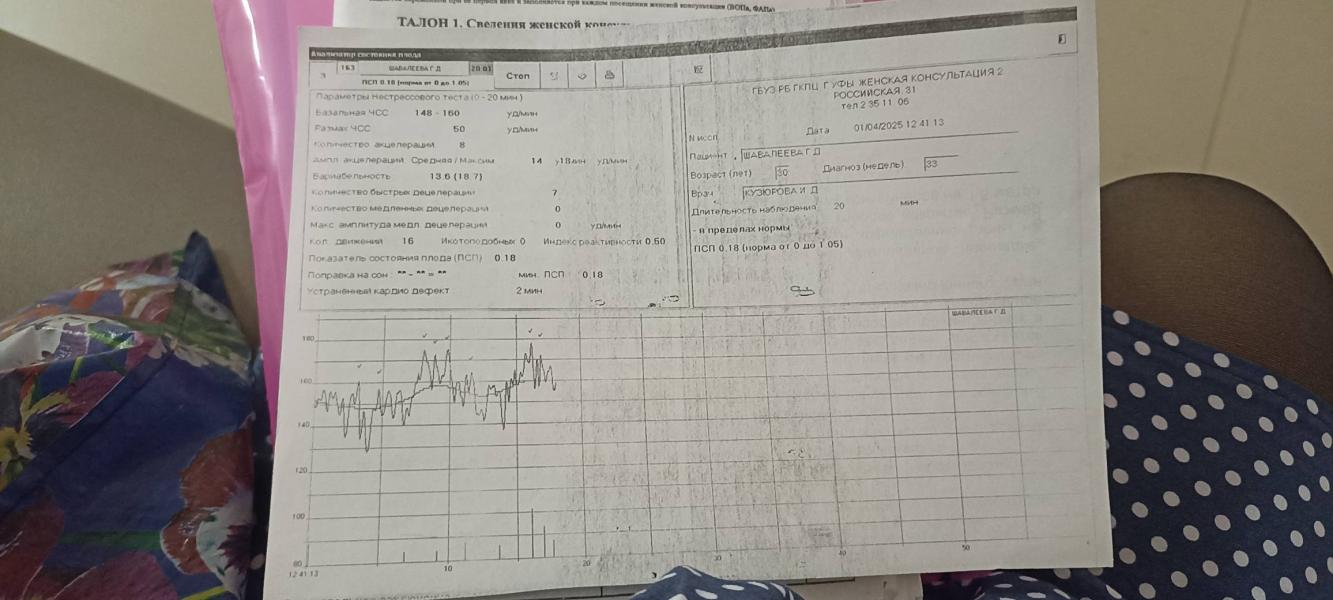 ТАЛОН 1. Сведения женской
Анализатор состояния плода
3 163 ШАВАЛЕЕВА Г Д 20:01 Стоп
ПСП 0.18 (норма от 0 до 1.05)
Параметры Нестрессового теста (0 - 20 мин )
Базальная ЧСС 148 - 160 уд/мин
Размах ЧСС 50 уд/мин
Количество акцелераций 8
Ампл акцелераций Средняя / Максим 14 уд/мин
Вариабельность 13.6 (18.7)
Количество быстрых децелераций 7
Количество медленных децелераций 0
Макс амплитуда медл децелераций 0 уд/мин
Кол. движений 16 Икотоподобных 0 Индекс реактивности 0.50
Показатель состояния плода (ПСП) 0.18
Поправка на сон : ** - ** = ** мин. ПСП 0.18
Устраненный кардио дефект 2 мин
ГБУЗ РБ ГКПЦ Г УФЫ ЖЕНСКАЯ КОНСУЛЬТАЦИЯ 2
РОССИЙСКАЯ, 31
тел 2 35 11 06
N иссл. Дата 01/04/2025 12 41 13
Пациент ШАВАЛЕЕВА Г Д
Возраст (лет) 30 Диагноз (недель) 33
Врач КУЗЮРОВА И Д
Длительность наблюдения 20 мин
- в пределах нормы
ПСП 0.18 (норма от 0 до 1 05)
ШАВАЛЕЕВА Г Д
180
160
140
120
100
80
12 41 13 10 20 30 40 50